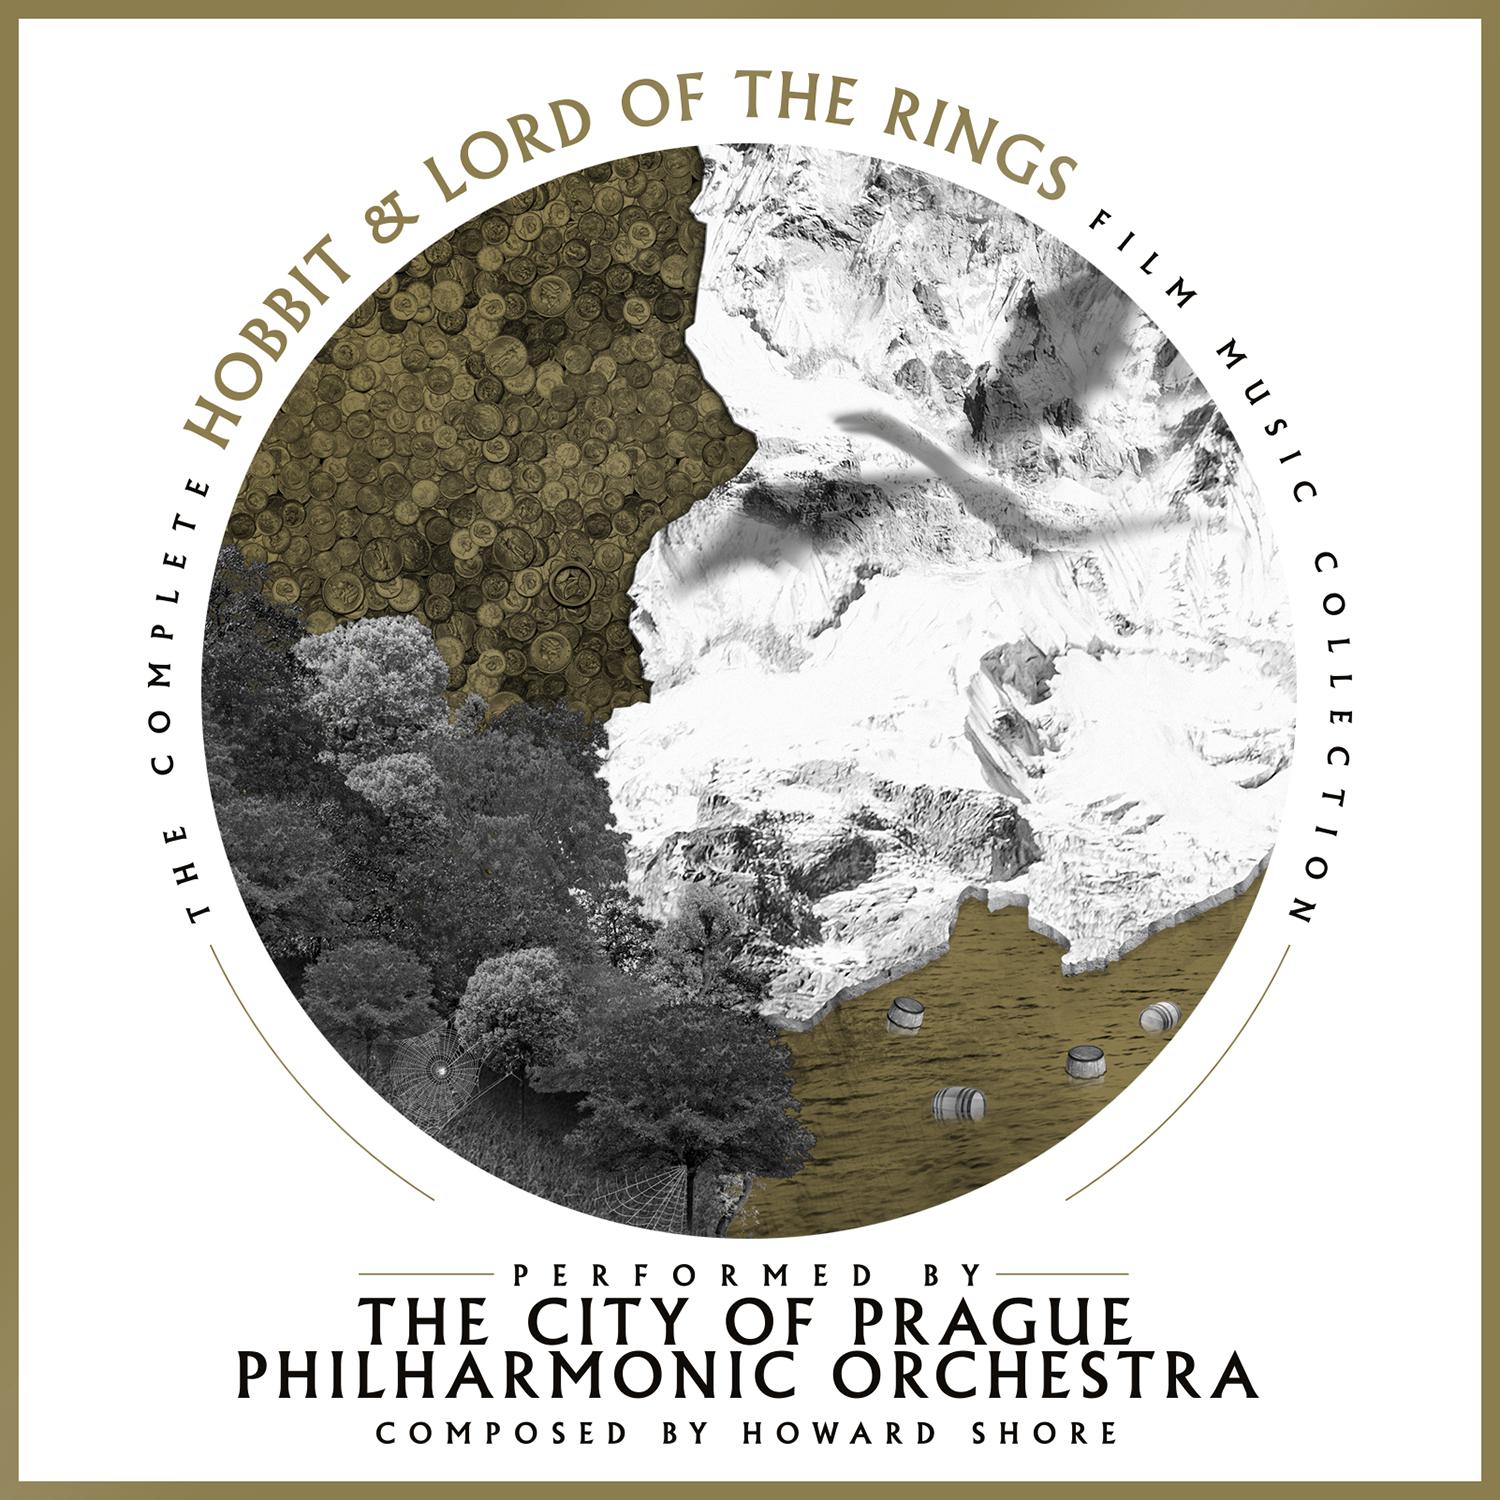 THE COMPLETE HOBBIT & LORD OF THE RINGS FILM MUSIC COLLECTION
PERFORMED BY
THE CITY OF PRAGUE
PHILHARMONIC ORCHESTRA
COMPOSED BY HOWARD SHORE